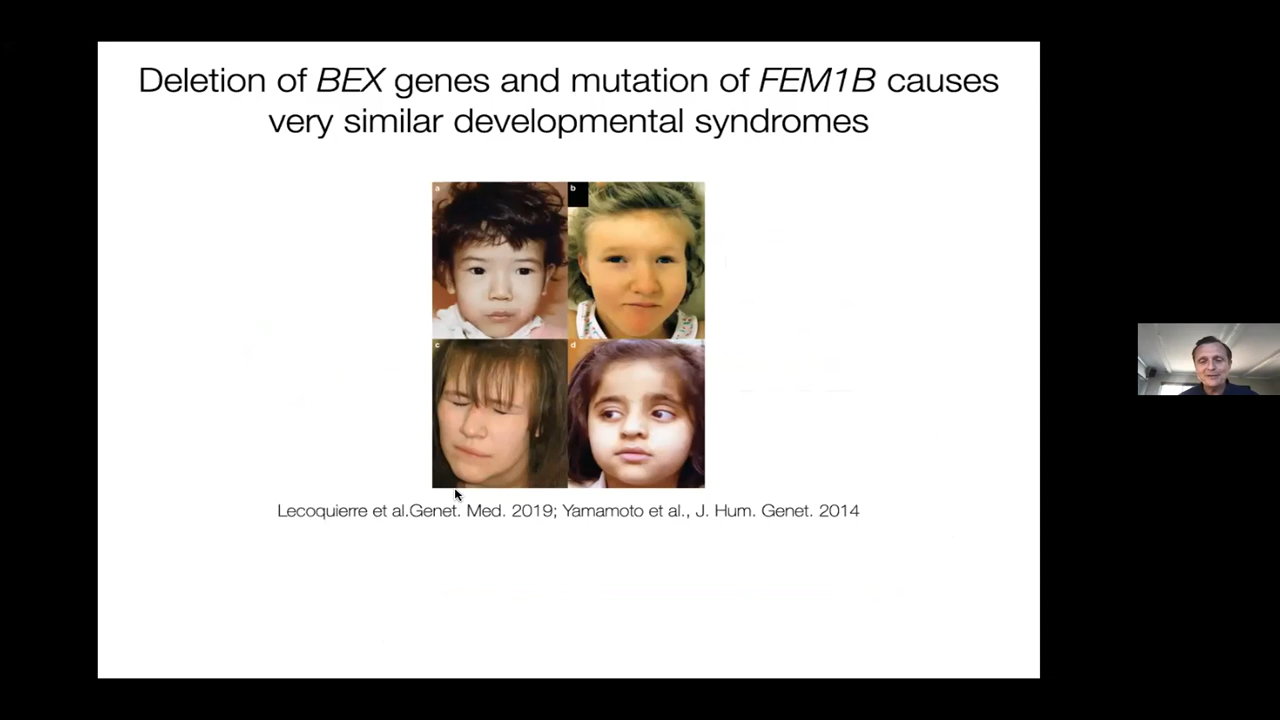 Deletion of BEX genes and mutation of FEM1B causes
very similar developmental syndromes
a
b
c
d
Lecoquierre et al.Genet. Med. 2019; Yamamoto et al., J. Hum. Genet. 2014